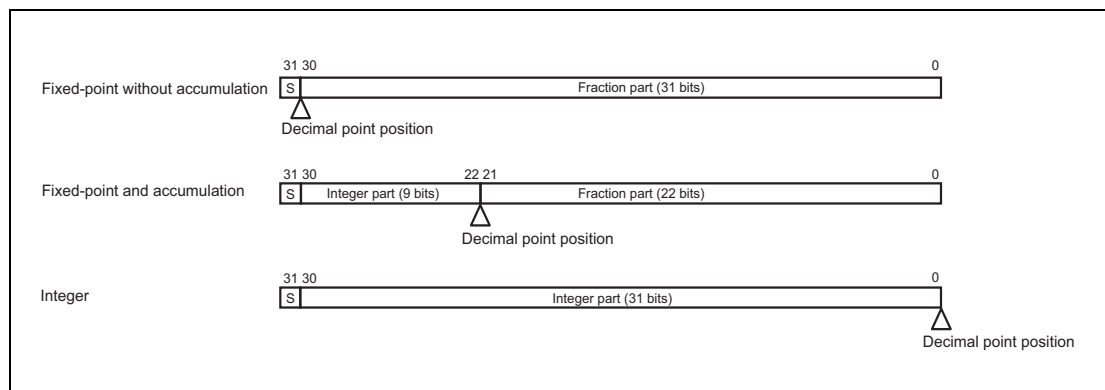 31 30 0
Fixed-point without accumulation S Fraction part (31 bits)
Decimal point position
31 30 22 21 0
Fixed-point and accumulation S Integer part (9 bits) Fraction part (22 bits)
Decimal point position
31 30 0
Integer S Integer part (31 bits)
Decimal point position